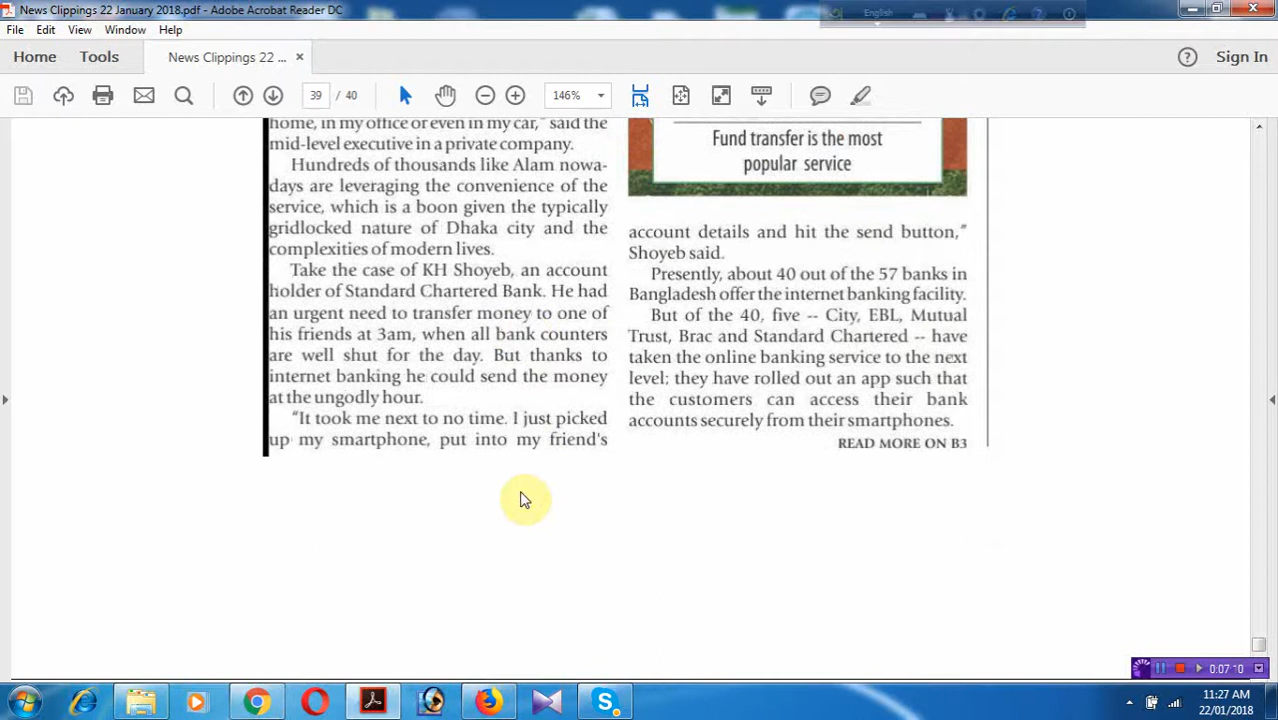 News Clippings 22 January 2018.pdf - Adobe Acrobat Reader DC
English
File Edit View Window Help
Home Tools News Clippings 22 ... × Sign In
39 / 40 146%
home, in my office or even in my car," said the
mid-level executive in a private company.
Hundreds of thousands like Alam nowa-
days are leveraging the convenience of the
service, which is a boon given the typically
gridlocked nature of Dhaka city and the
complexities of modern lives.
Take the case of KH Shoyeb, an account
holder of Standard Chartered Bank. He had
an urgent need to transfer money to one of
his friends at 3am, when all bank counters
are well shut for the day. But thanks to
internet banking he could send the money
at the ungodly hour.
"It took me next to no time. I just picked
up my smartphone, put into my friend's
Fund transfer is the most
popular service
account details and hit the send button,"
Shoyeb said.
Presently, about 40 out of the 57 banks in
Bangladesh offer the internet banking facility.
But of the 40, five -- City, EBL, Mutual
Trust, Brac and Standard Chartered -- have
taken the online banking service to the next
level: they have rolled out an app such that
the customers can access their bank
accounts securely from their smartphones.
READ MORE ON B3
0:07:10
11:27 AM
22/01/2018